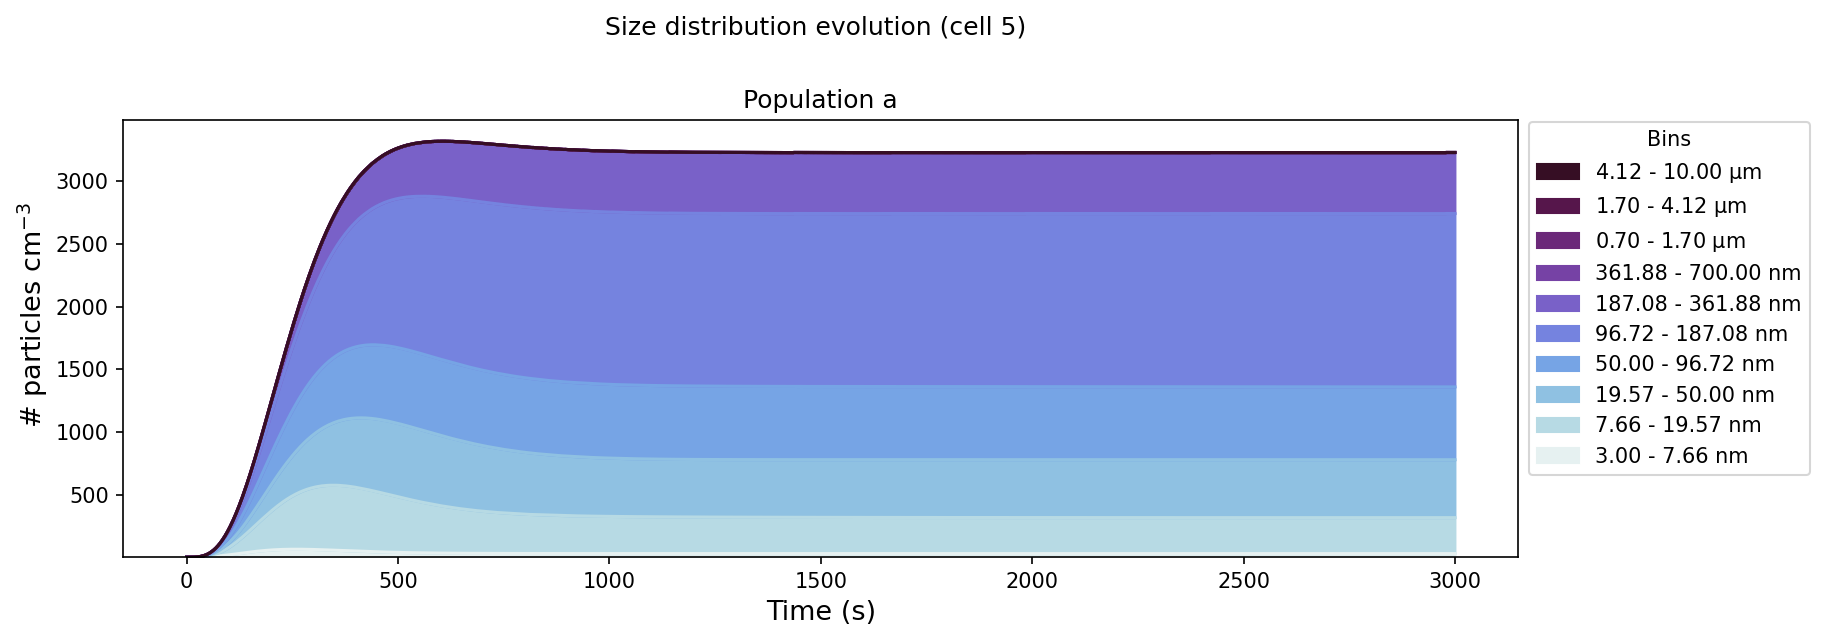 Size distribution evolution (cell 5)
Population a
# particles cm⁻³
3000
2500
2000
1500
1000
500
0
500
1000
1500
2000
2500
3000
Time (s)
Bins
4.12 - 10.00 µm
1.70 - 4.12 µm
0.70 - 1.70 µm
361.88 - 700.00 nm
187.08 - 361.88 nm
96.72 - 187.08 nm
50.00 - 96.72 nm
19.57 - 50.00 nm
7.66 - 19.57 nm
3.00 - 7.66 nm